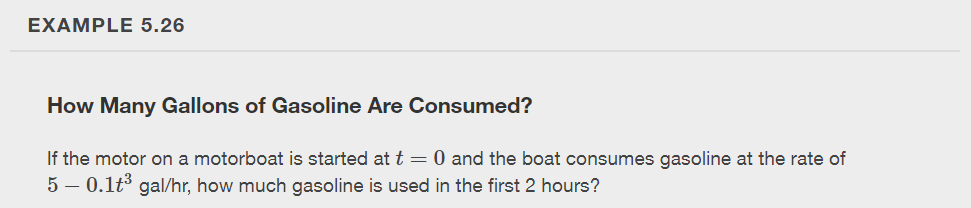 EXAMPLE 5.26
How Many Gallons of Gasoline Are Consumed?
If the motor on a motorboat is started at t = 0 and the boat consumes gasoline at the rate of
5 − 0.1t³ gal/hr, how much gasoline is used in the first 2 hours?